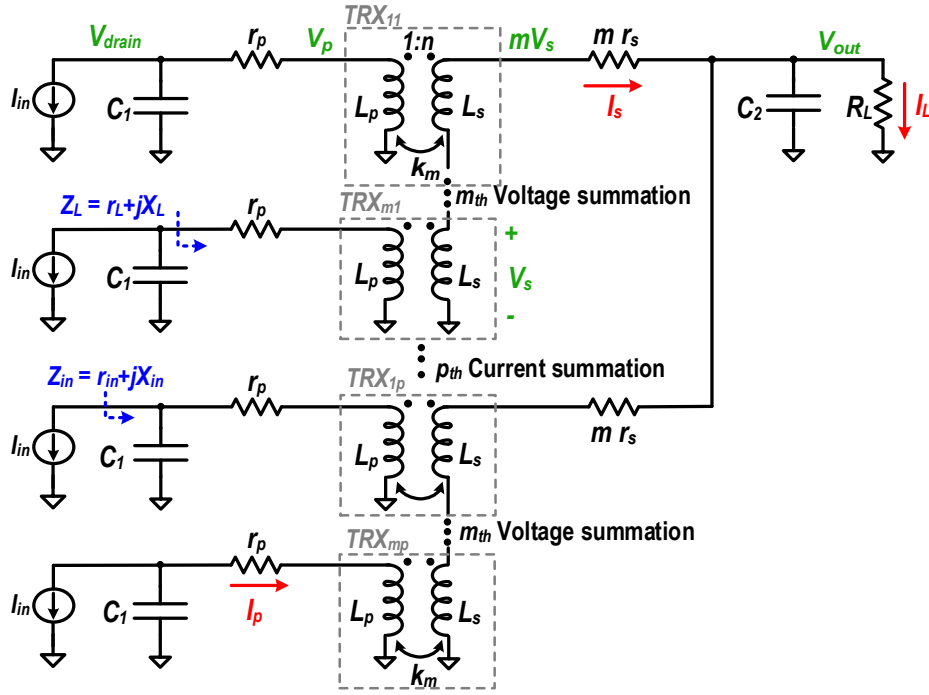 TRX11
Vdrain
rp
Vp
1:n
mVs
m rs
Vout
Iin
C1
Lp
Ls
Is
C2
RL
IL
km
mth Voltage summation
TRXm1
ZL = rL+jXL
rp
+
Iin
C1
Lp
Ls
Vs
-
pth Current summation
Zin = rin+jXin
rp
TRX1p
Iin
C1
Lp
Ls
m rs
mth Voltage summation
TRXmp
rp
Iin
C1
Ip
Lp
Ls
km